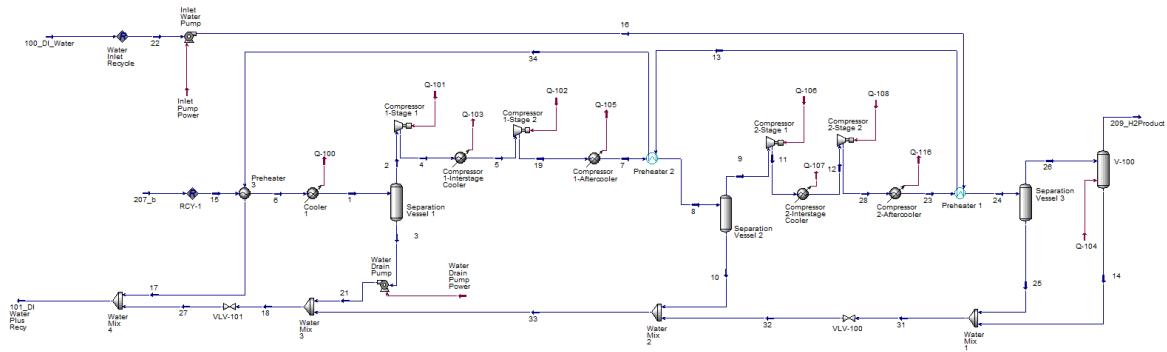 Inlet
Water
Pump
16
100_DI_Water
Water
Inlet
Recycle
22
Inlet
Pump
Power
34
13
Q-101
Q-102
Q-106
Q-108
Compressor
1-Stage 1
Q-103
Compressor
1-Stage 2
Q-105
Compressor
2-Stage 1
Compressor
2-Stage 2
209_H2Product
Q-100
2
4
Compressor
1-Interstage
Cooler
5
19
Compressor
1-Aftercooler
7
Preheater 2
9
11
Q-107
12
Q-116
26
V-100
207_b
RCY-1
15
Preheater
3
6
Cooler
1
1
Separation
Vessel 1
8
Separation
Vessel 2
Compressor
2-Interstage
Cooler
28
Compressor
2-Aftercooler
23
Preheater 1
24
Separation
Vessel 3
Q-104
3
Water
Drain
Pump
Water
Drain
Pump
Power
10
25
14
101_DI
Water
Plus
Recy
17
27
Water
Mix
4
VLV-101
18
21
Water
Mix
3
33
Water
Mix
2
32
VLV-100
31
Water
Mix
1